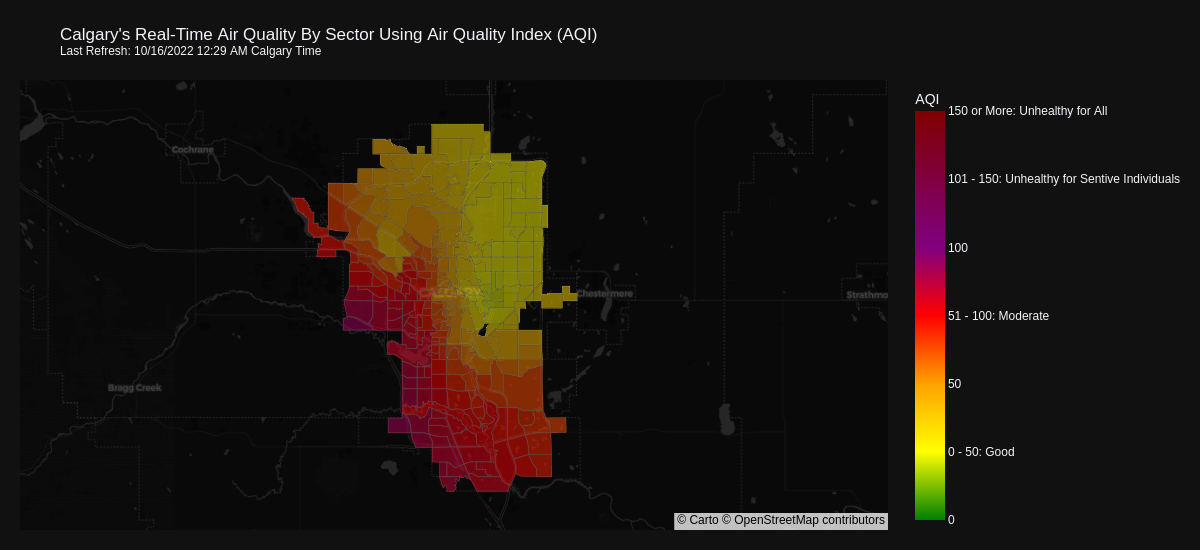 Calgary's Real-Time Air Quality By Sector Using Air Quality Index (AQI)
Last Refresh: 10/16/2022 12:29 AM Calgary Time
AQI
150 or More: Unhealthy for All
Cochrane
101 - 150: Unhealthy for Sentive Individuals
100
CALGARY
Chestermere
Strathmo
51 - 100: Moderate
Bragg Creek
50
0 - 50: Good
0
© Carto © OpenStreetMap contributors